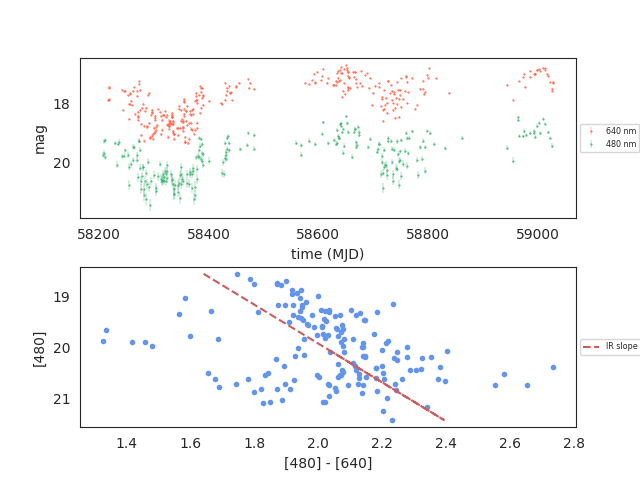 mag
18
20
640 nm
480 nm
58200 58400 58600 58800 59000
time (MJD)
[480]
19
20
21
IR slope
1.4 1.6 1.8 2.0 2.2 2.4 2.6 2.8
[480] - [640]